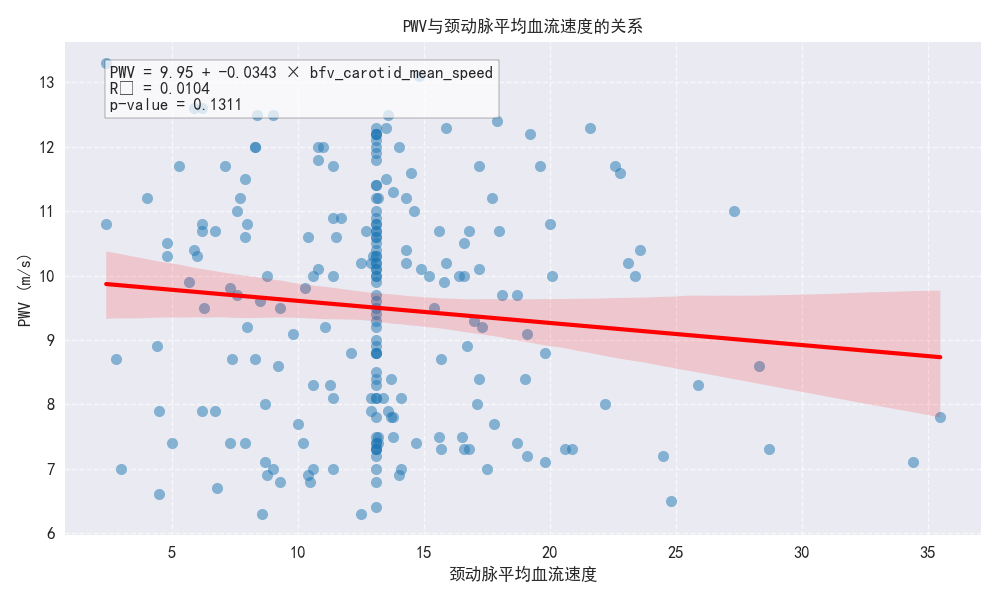 PWV与颈动脉平均血流速度的关系
PWV = 9.95 + -0.0343 × bfv_carotid_mean_speed
R□ = 0.0104
p-value = 0.1311
PWV (m/s)
13
12
11
10
9
8
7
6
5 10 15 20 25 30 35
颈动脉平均血流速度